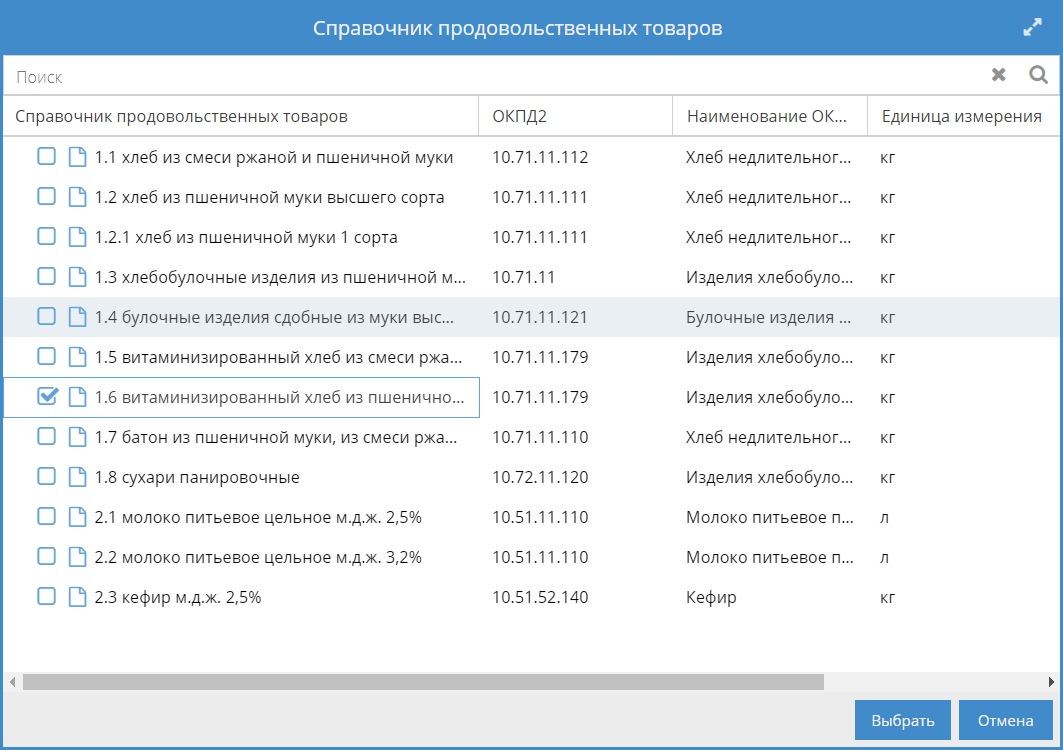 Справочник продовольственных товаров
Поиск
Справочник продовольственных товаров ОКПД2 Наименование ОК... Единица измерения
1.1 хлеб из смеси ржаной и пшеничной муки 10.71.11.112 Хлеб недлительног... кг
1.2 хлеб из пшеничной муки высшего сорта 10.71.11.111 Хлеб недлительног... кг
1.2.1 хлеб из пшеничной муки 1 сорта 10.71.11.111 Хлеб недлительног... кг
1.3 хлебобулочные изделия из пшеничной м... 10.71.11 Изделия хлебобуло... кг
1.4 булочные изделия сдобные из муки выс... 10.71.11.121 Булочные изделия ... кг
1.5 витаминизированный хлеб из смеси ржа... 10.71.11.179 Изделия хлебобуло... кг
1.6 витаминизированный хлеб из пшенично... 10.71.11.179 Изделия хлебобуло... кг
1.7 батон из пшеничной муки, из смеси ржа... 10.71.11.110 Хлеб недлительног... кг
1.8 сухари панировочные 10.72.11.120 Изделия хлебобуло... кг
2.1 молоко питьевое цельное м.д.ж. 2,5% 10.51.11.110 Молоко питьевое п... л
2.2 молоко питьевое цельное м.д.ж. 3,2% 10.51.11.110 Молоко питьевое п... л
2.3 кефир м.д.ж. 2,5% 10.51.52.140 Кефир кг
Выбрать Отмена